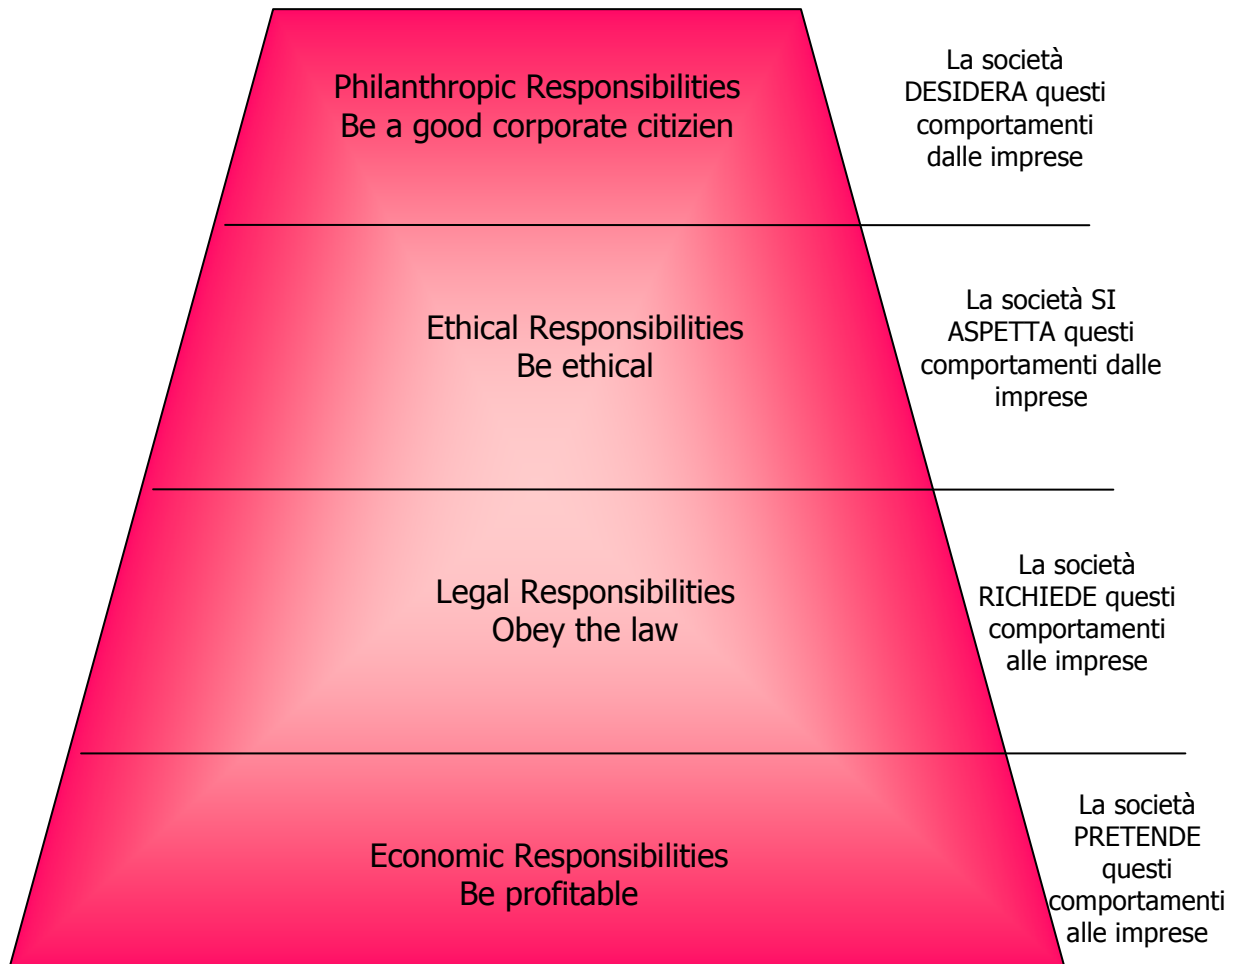 Philanthropic Responsibilities
Be a good corporate citizien
La società
DESIDERA questi
comportamenti
dalle imprese
Ethical Responsibilities
Be ethical
La società SI
ASPETTA questi
comportamenti dalle
imprese
Legal Responsibilities
Obey the law
La società
RICHIEDE questi
comportamenti
alle imprese
Economic Responsibilities
Be profitable
La società
PRETENDE
questi
comportamenti
alle imprese